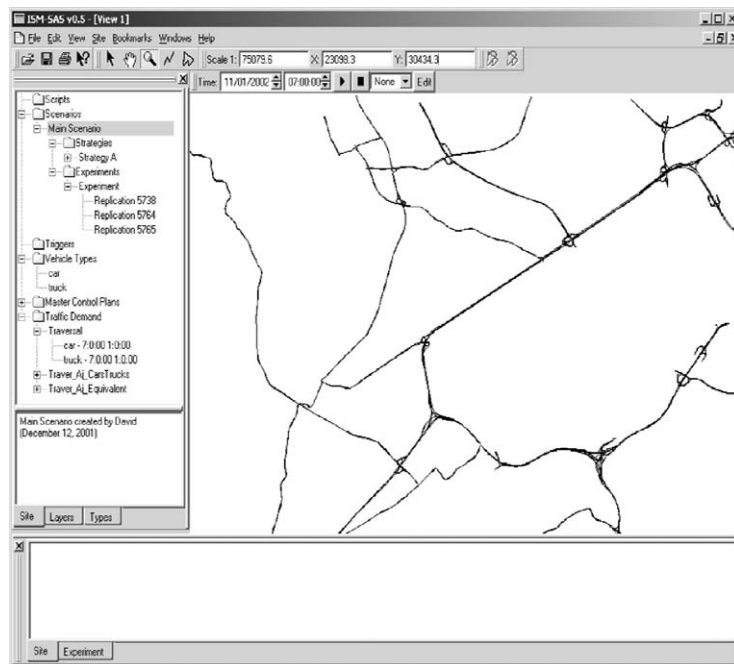 ISM-SAS v0.5 - [View 1]
File Edit View Site Bookmarks Windows Help
Scale 1: 75079.6 X: 23098.3 Y: 30434.3
Time: 11/01/2002 07:00:00 None Edit
Scripts
Scenarios
Main Scenario
Strategies
Strategy A
Experiments
Experiment
Replication 5738
Replication 5764
Replication 5765
Triggers
Vehicle Types
car
truck
Master Control Plans
Traffic Demand
Traversal
car - 7:0:00 1:0:00
truck - 7:0:00 1:0:00
Traver_Aj_CarsTrucks
Traver_Aj_Equivalent
Main Scenario created by David
(December 12, 2001)
Site Layers Types
Site Experiment